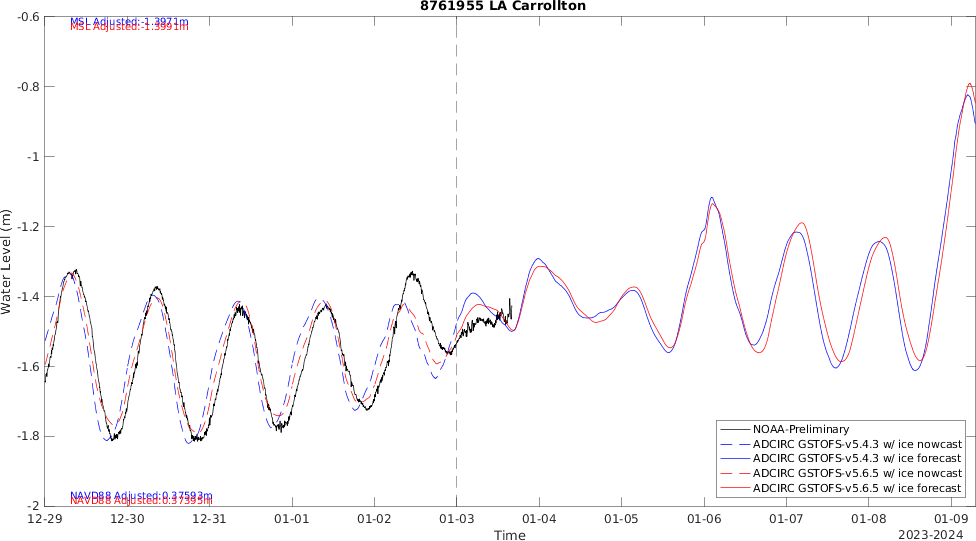 8761955 LA Carrollton
MSL Adjusted:-1.3971m
MSL Adjusted:-1.3991m
-0.6
-0.8
-1
-1.2
-1.4
-1.6
-1.8
-2
Water Level (m)
NAVD88 Adjusted:0.37593m
NAVD88 Adjusted:0.37395m
NOAA-Preliminary
ADCIRC GSTOFS-v5.4.3 w/ ice nowcast
ADCIRC GSTOFS-v5.4.3 w/ ice forecast
ADCIRC GSTOFS-v5.6.5 w/ ice nowcast
ADCIRC GSTOFS-v5.6.5 w/ ice forecast
12-29 12-30 12-31 01-01 01-02 01-03 01-04 01-05 01-06 01-07 01-08 01-09
Time
2023-2024